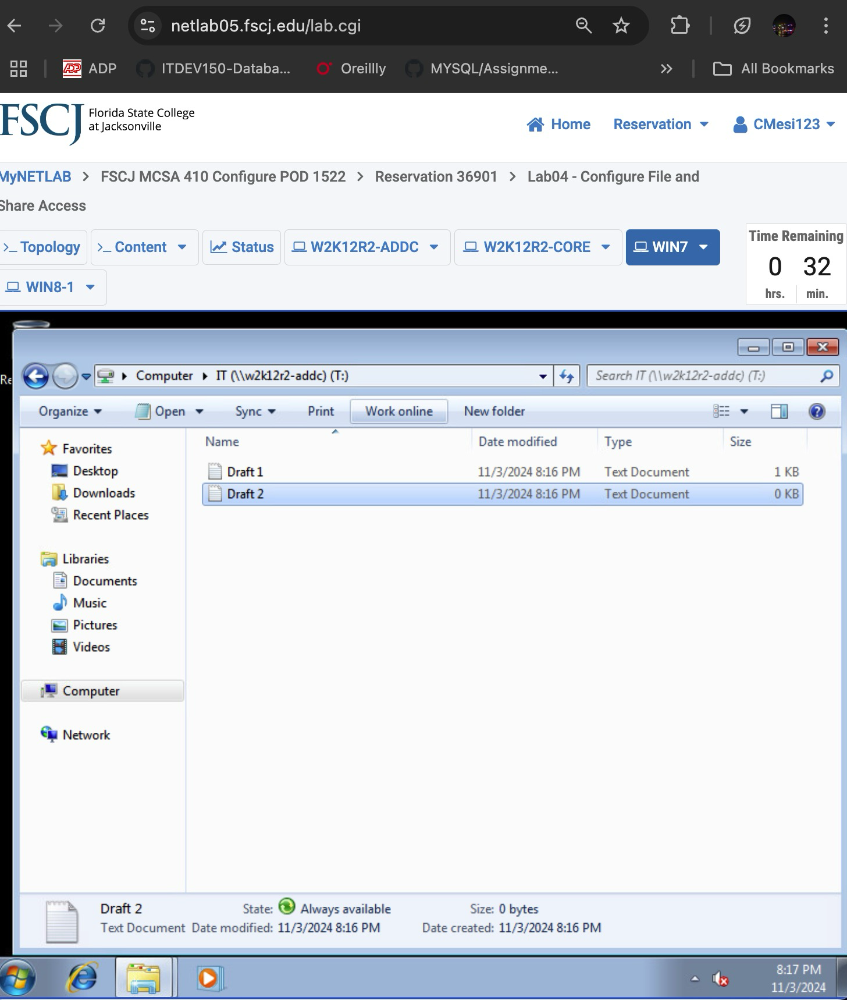 netlab05.fscj.edu/lab.cgi
ADP ITDEV150-Databa... Oreillly MYSQL/Assignme... » All Bookmarks
FSCJ Florida State College
at Jacksonville
Home Reservation CMesi123
MyNETLAB > FSCJ MCSA 410 Configure POD 1522 > Reservation 36901 > Lab04 - Configure File and
Share Access
>_ Topology >_ Content Status W2K12R2-ADDC W2K12R2-CORE WIN7
WIN8-1
Time Remaining
0 32
hrs. min.
Re
Computer IT (\\w2k12r2-addc) (T:) Search IT (\\w2k12r2-addc) (T:)
Organize Open Sync Print Work online New folder
Name Date modified Type Size
Draft 1 11/3/2024 8:16 PM Text Document 1 KB
Draft 2 11/3/2024 8:16 PM Text Document 0 KB
Favorites
Desktop
Downloads
Recent Places
Libraries
Documents
Music
Pictures
Videos
Computer
Network
Draft 2 State: Always available Size: 0 bytes
Text Document Date modified: 11/3/2024 8:16 PM Date created: 11/3/2024 8:16 PM
8:17 PM
11/3/2024